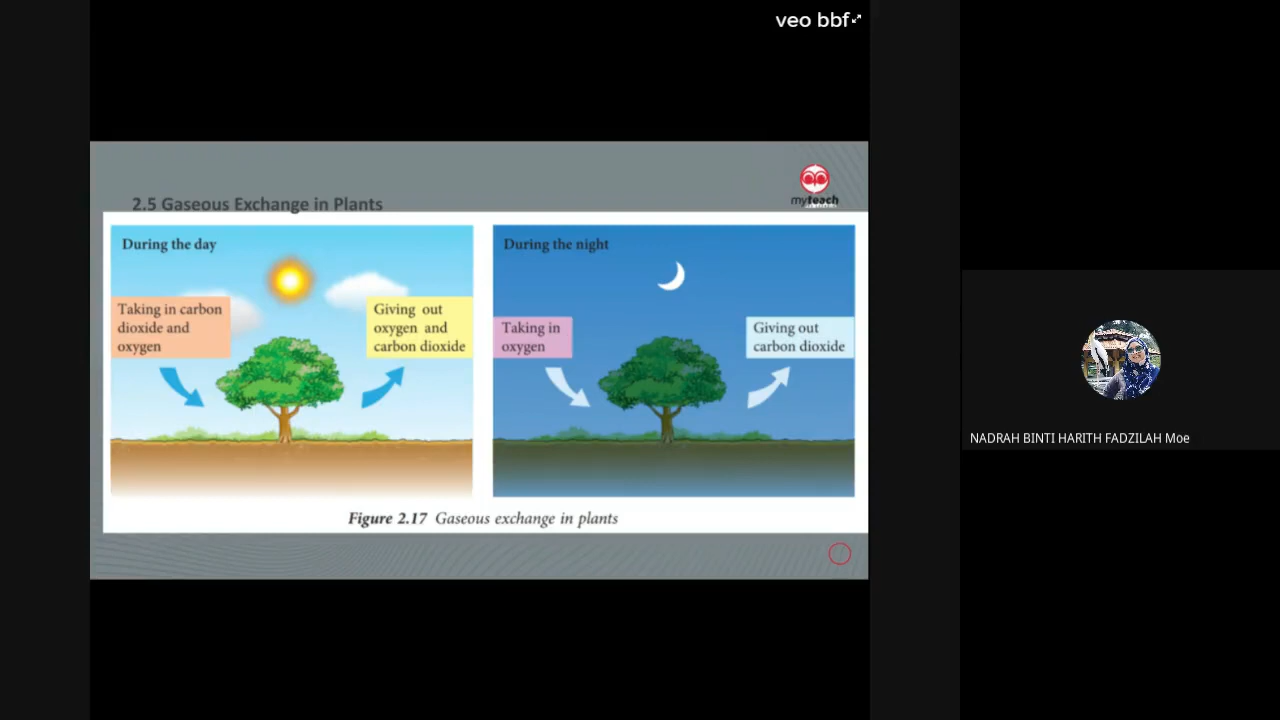 veo bbf
2.5 Gaseous Exchange in Plants
myteach
During the day
Taking in carbon
dioxide and
oxygen
Giving out
oxygen and
carbon dioxide
During the night
Taking in
oxygen
Giving out
carbon dioxide
Figure 2.17 Gaseous exchange in plants
NADRAH BINTI HARITH FADZILAH Moe